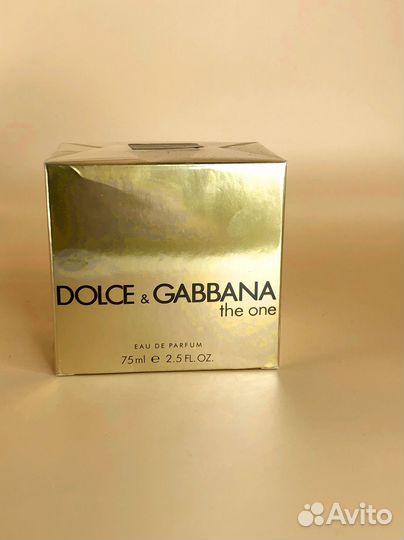 DOLCE & GABBANA
the one
EAU DE PARFUM
75ml e 2.5 FL.OZ.
Avito